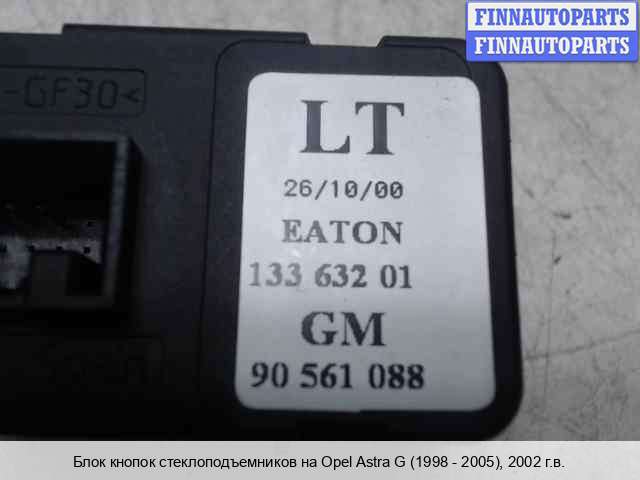 FINNAUTOPARTS
FINNAUTOPARTS
-GF30<
LT
26/10/00
EATON
133 632 01
GM
90 561 088
Блок кнопок стеклоподъемников на Opel Astra G (1998 - 2005), 2002 г.в.